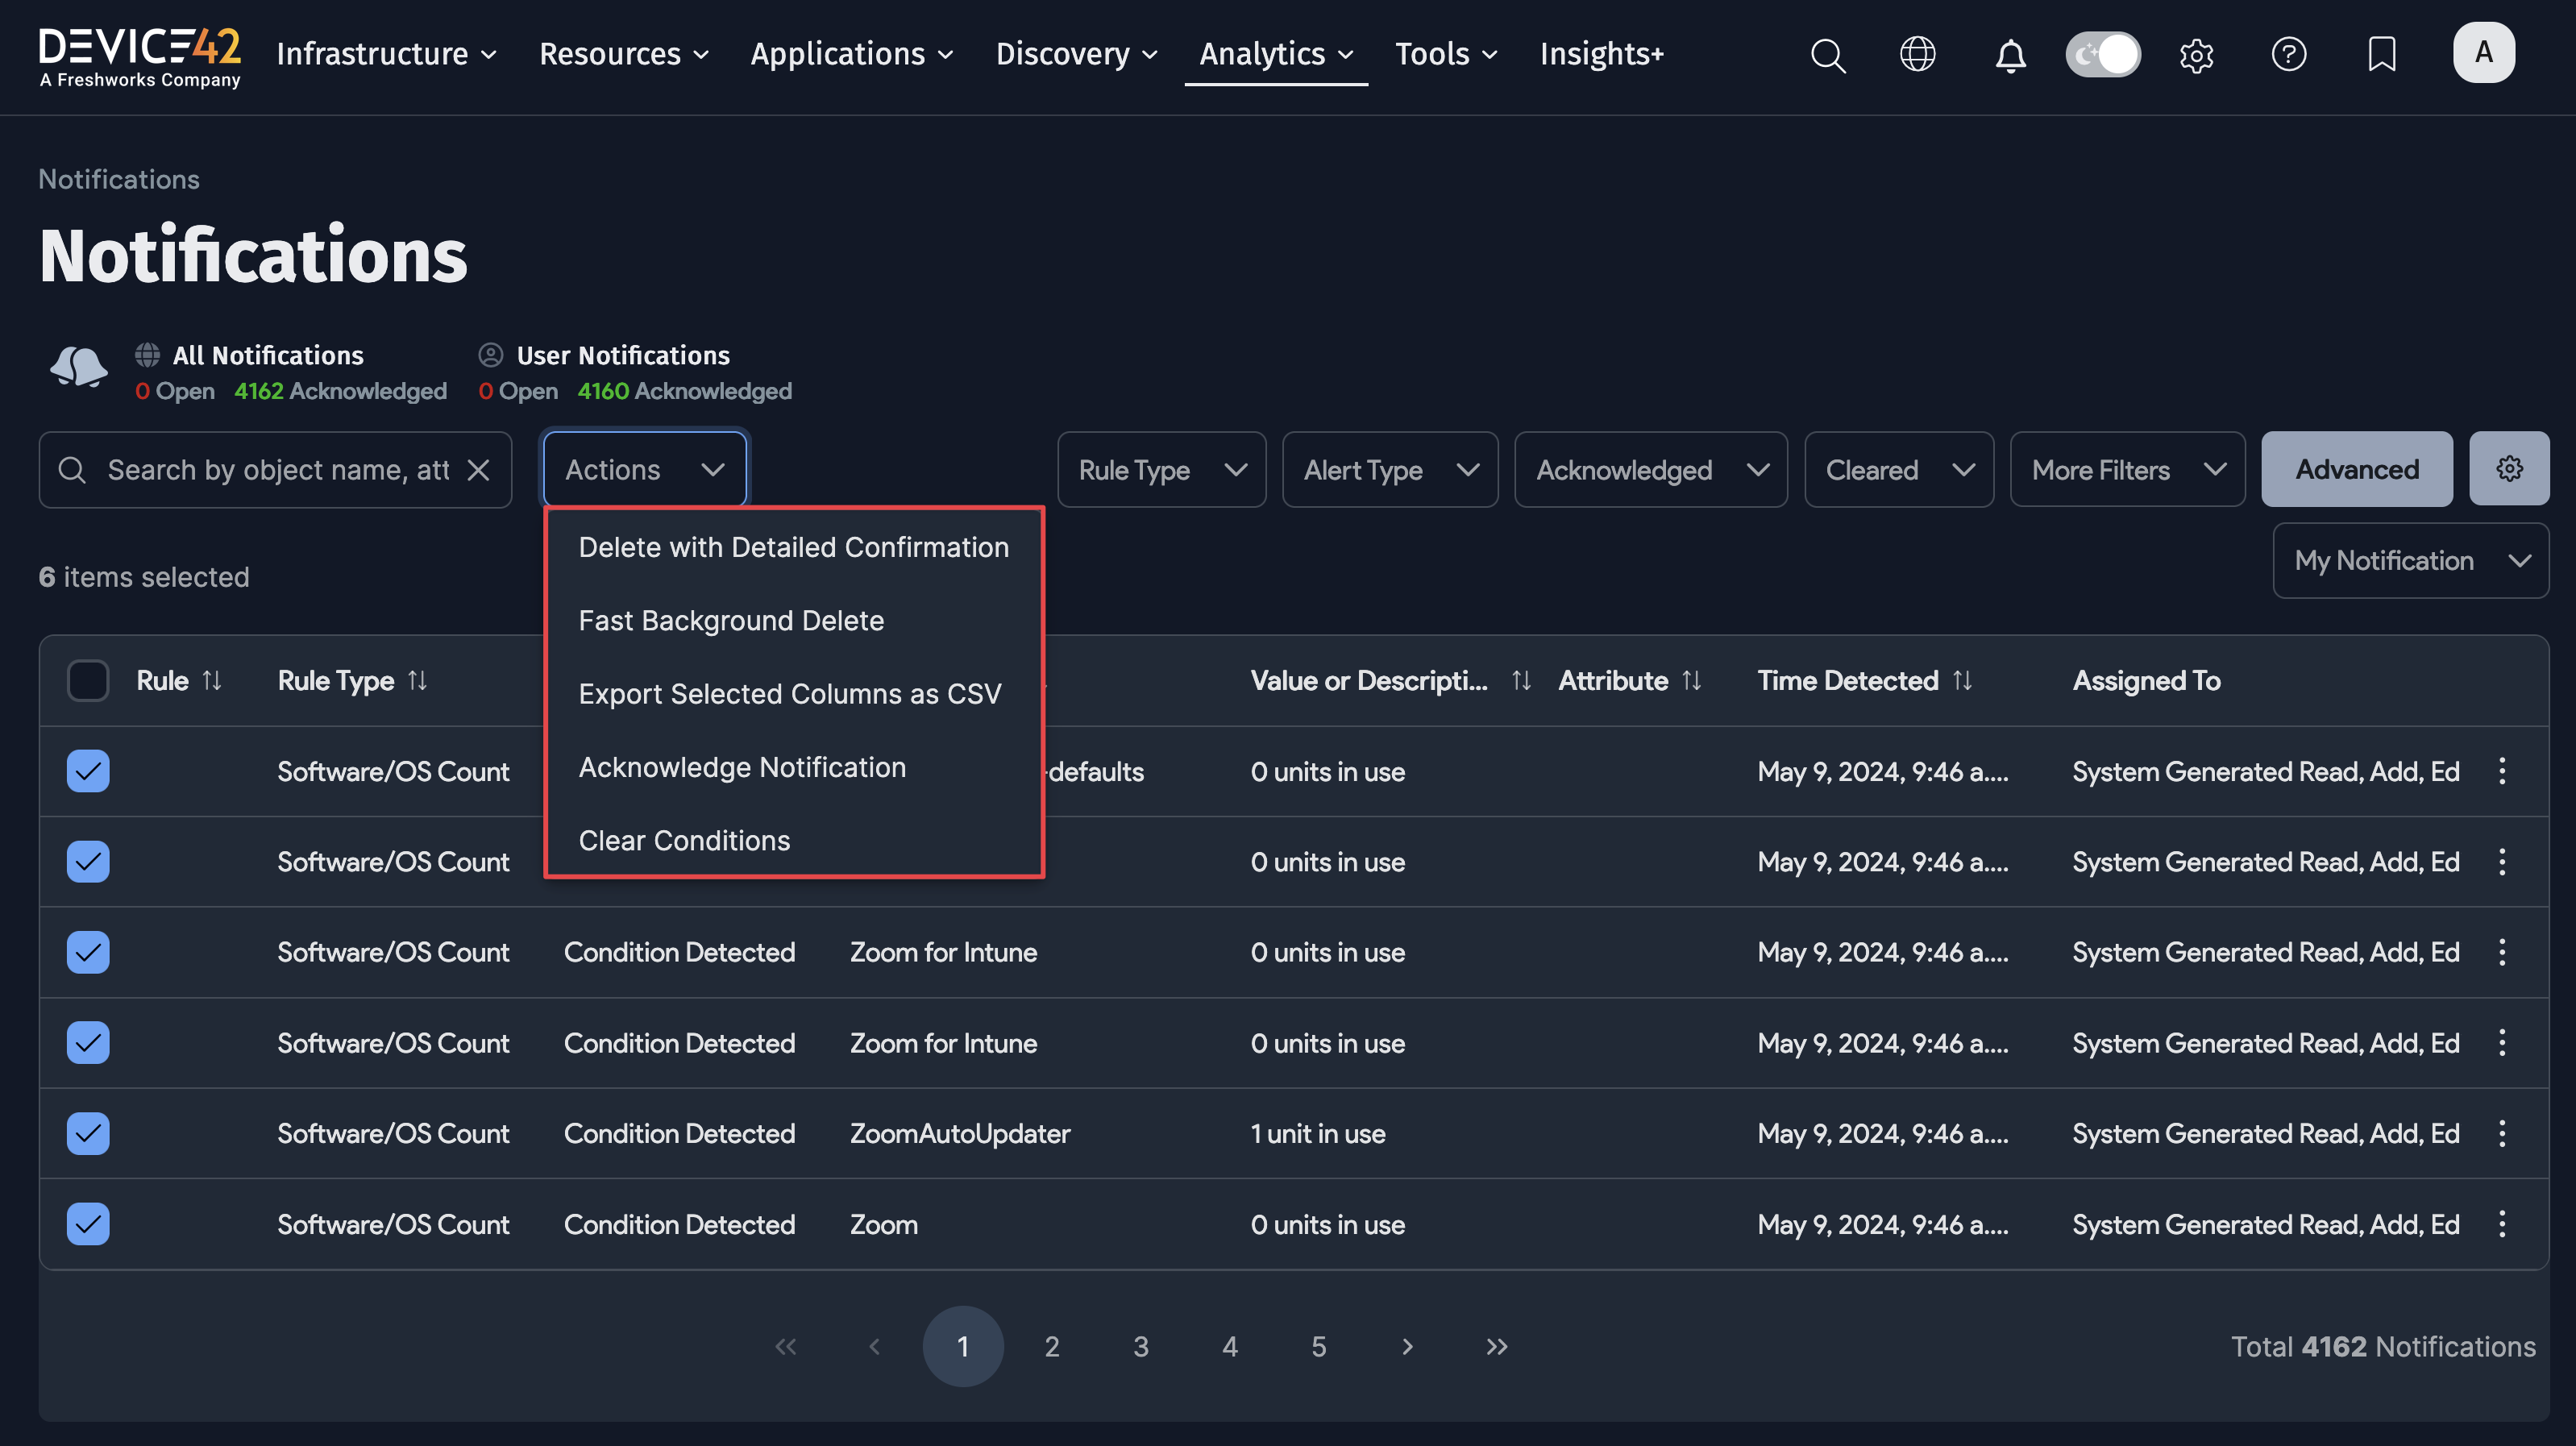 DEVICE42
A Freshworks Company
Infrastructure Resources Applications Discovery Analytics Tools Insights+
A
Notifications
Notifications
All Notifications User Notifications
0 Open 4162 Acknowledged 0 Open 4160 Acknowledged
Search by object name, att Actions Rule Type Alert Type Acknowledged Cleared More Filters Advanced
My Notification
6 items selected
Delete with Detailed Confirmation
Fast Background Delete
Export Selected Columns as CSV
Acknowledge Notification
Clear Conditions
Rule Rule Type Value or Descripti... Attribute Time Detected Assigned To
Software/OS Count -defaults 0 units in use May 9, 2024, 9:46 a.... System Generated Read, Add, Ed
Software/OS Count 0 units in use May 9, 2024, 9:46 a.... System Generated Read, Add, Ed
Software/OS Count Condition Detected Zoom for Intune 0 units in use May 9, 2024, 9:46 a.... System Generated Read, Add, Ed
Software/OS Count Condition Detected Zoom for Intune 0 units in use May 9, 2024, 9:46 a.... System Generated Read, Add, Ed
Software/OS Count Condition Detected ZoomAutoUpdater 1 unit in use May 9, 2024, 9:46 a.... System Generated Read, Add, Ed
Software/OS Count Condition Detected Zoom 0 units in use May 9, 2024, 9:46 a.... System Generated Read, Add, Ed
« ‹ 1 2 3 4 5 › » Total 4162 Notifications